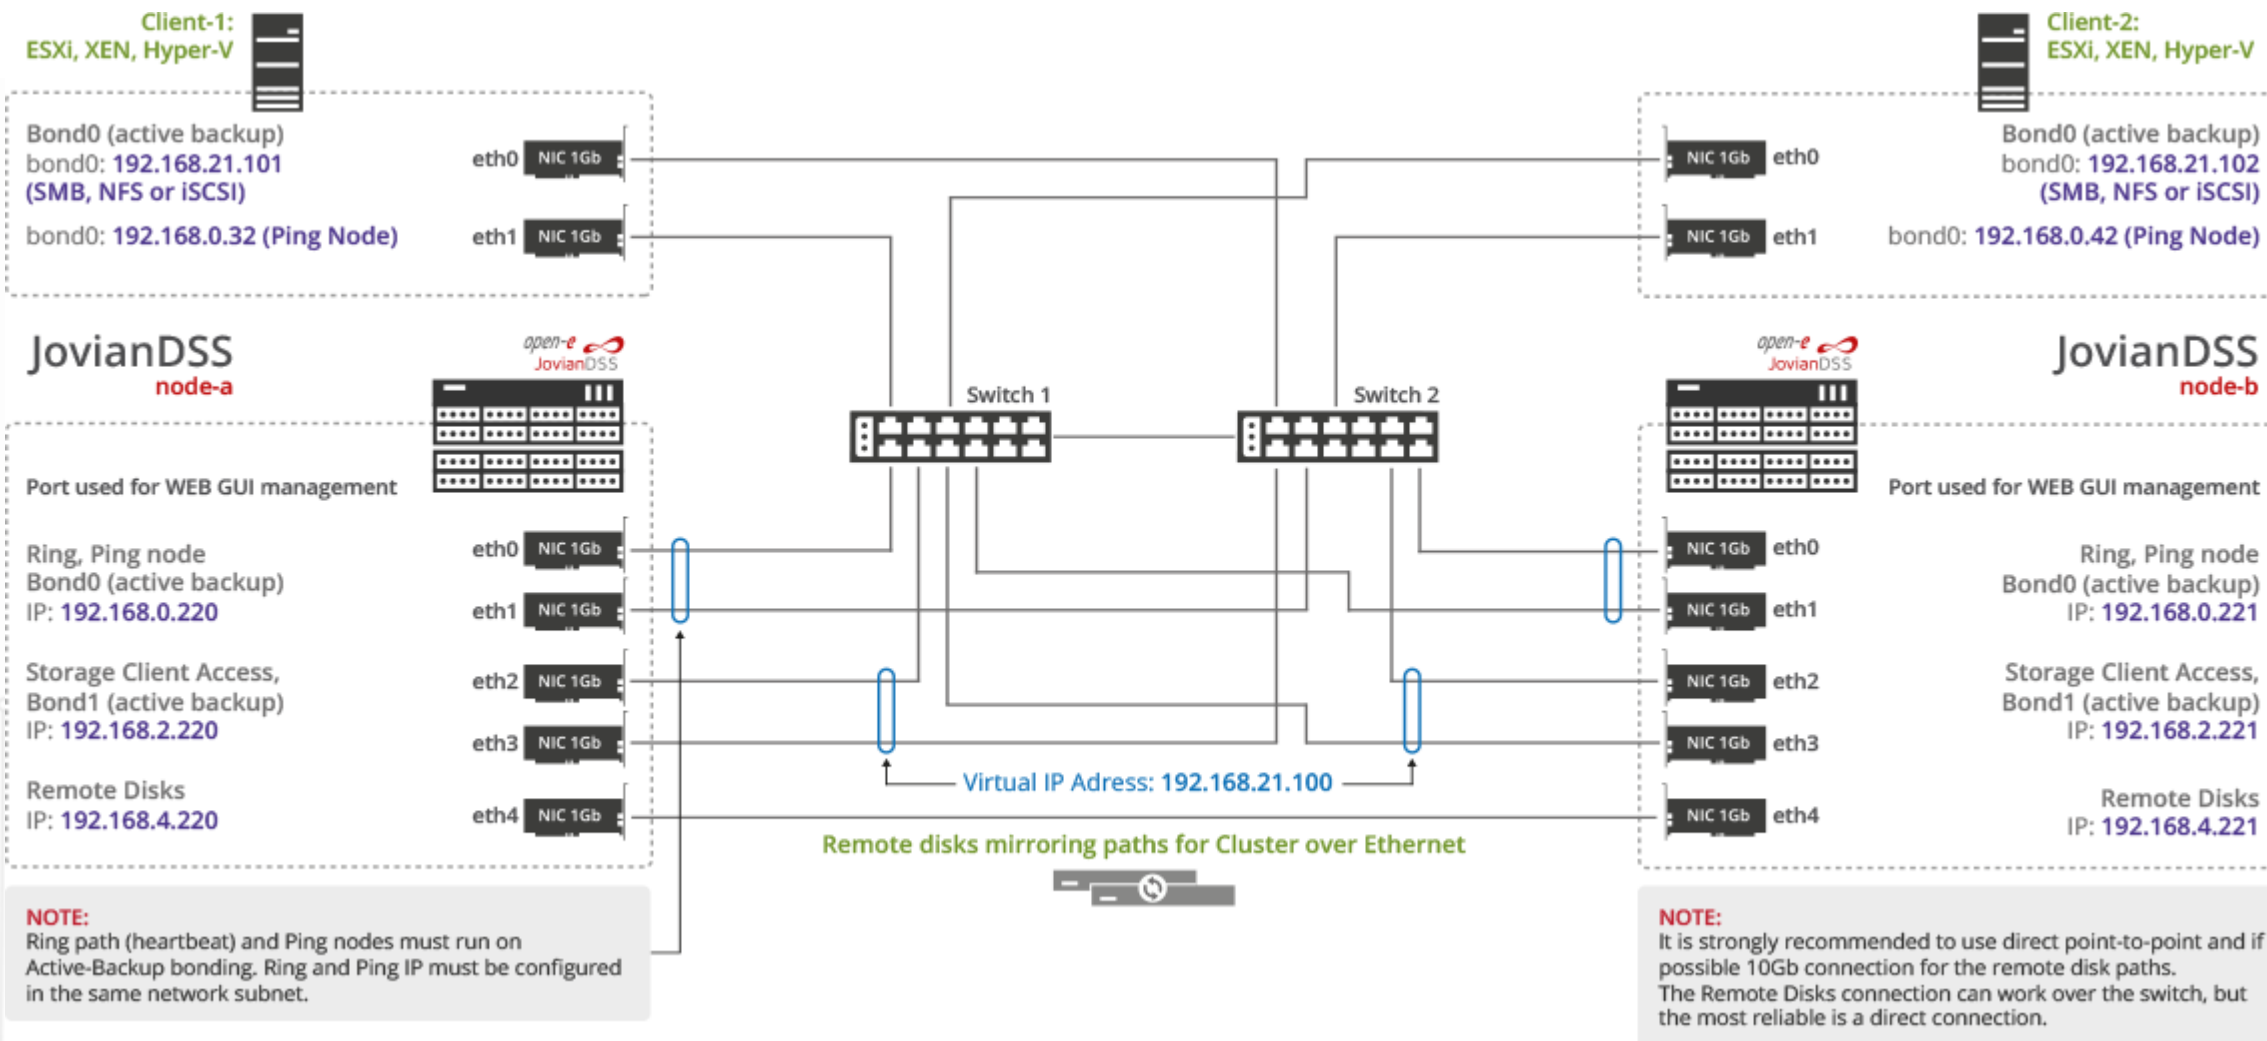 Client-1:
ESXi, XEN, Hyper-V
Bond0 (active backup)
bond0: 192.168.21.101
(SMB, NFS or iSCSI)
bond0: 192.168.0.32 (Ping Node)
eth0 NIC 1Gb
eth1 NIC 1Gb
Client-2:
ESXi, XEN, Hyper-V
NIC 1Gb eth0
NIC 1Gb eth1
Bond0 (active backup)
bond0: 192.168.21.102
(SMB, NFS or iSCSI)
bond0: 192.168.0.42 (Ping Node)
JovianDSS
node-a
open-e
JovianDSS
Switch 1
Switch 2
open-e
JovianDSS
JovianDSS
node-b
Port used for WEB GUI management
Ring, Ping node
Bond0 (active backup)
IP: 192.168.0.220
Storage Client Access,
Bond1 (active backup)
IP: 192.168.2.220
Remote Disks
IP: 192.168.4.220
eth0 NIC 1Gb
eth1 NIC 1Gb
eth2 NIC 1Gb
eth3 NIC 1Gb
eth4 NIC 1Gb
Virtual IP Adress: 192.168.21.100
Remote disks mirroring paths for Cluster over Ethernet
NIC 1Gb eth0
NIC 1Gb eth1
NIC 1Gb eth2
NIC 1Gb eth3
NIC 1Gb eth4
Port used for WEB GUI management
Ring, Ping node
Bond0 (active backup)
IP: 192.168.0.221
Storage Client Access,
Bond1 (active backup)
IP: 192.168.2.221
Remote Disks
IP: 192.168.4.221
NOTE:
Ring path (heartbeat) and Ping nodes must run on
Active-Backup bonding. Ring and Ping IP must be configured
in the same network subnet.
NOTE:
It is strongly recommended to use direct point-to-point and if
possible 10Gb connection for the remote disk paths.
The Remote Disks connection can work over the switch, but
the most reliable is a direct connection.